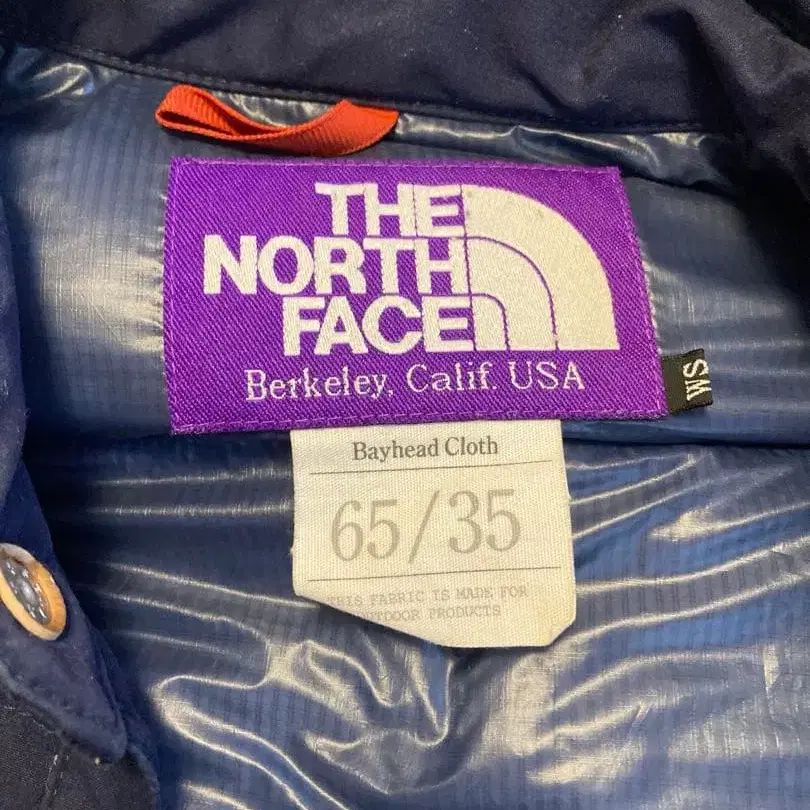 THE
NORTH
FACE
Berkeley, Calif. USA
WS
Bayhead Cloth
65/35
THIS FABRIC IS MADE FOR
OUTDOOR PRODUCTS